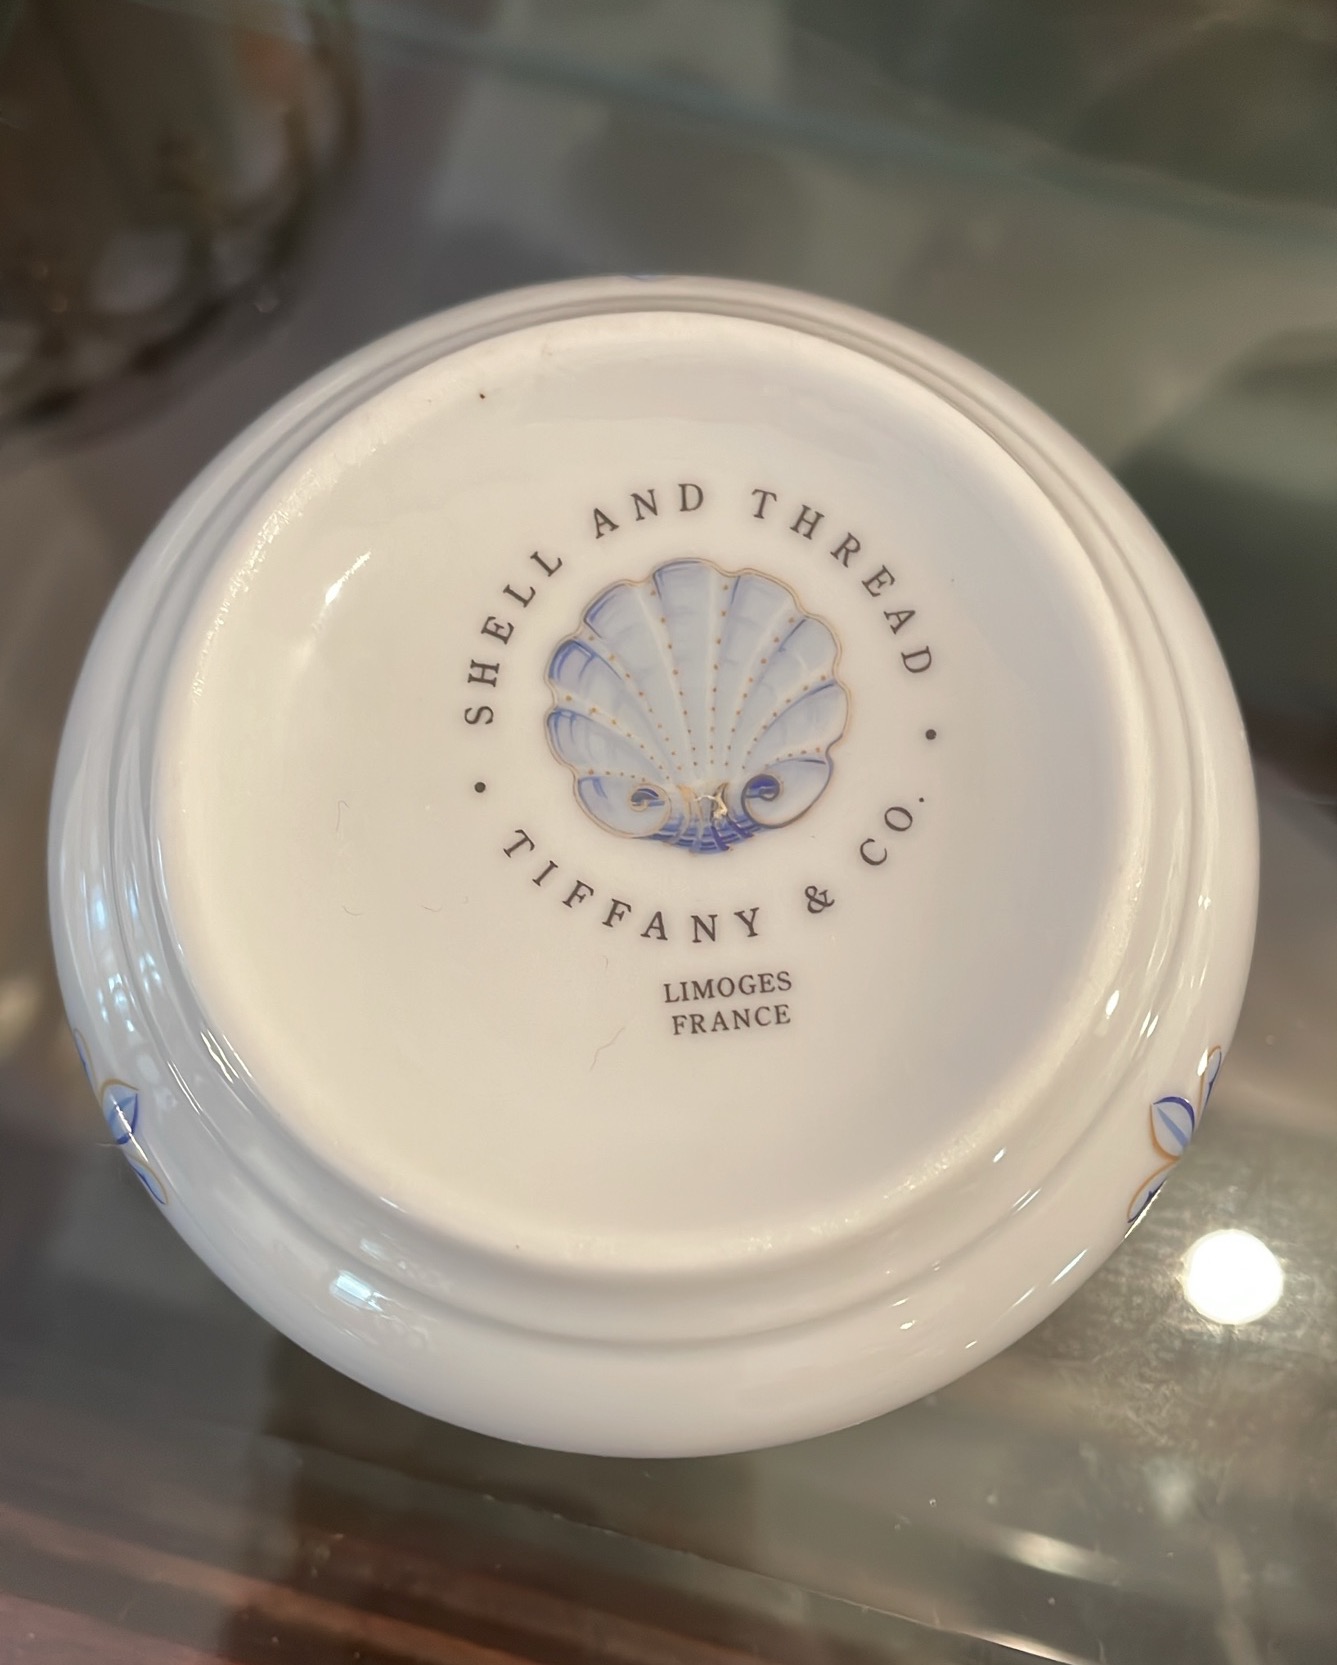 SHELL AND THREAD
• TIFFANY & CO. •
LIMOGES
FRANCE